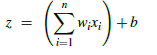 z = \left( \sum_{i=1}^{n} w_i x_i \right) + b